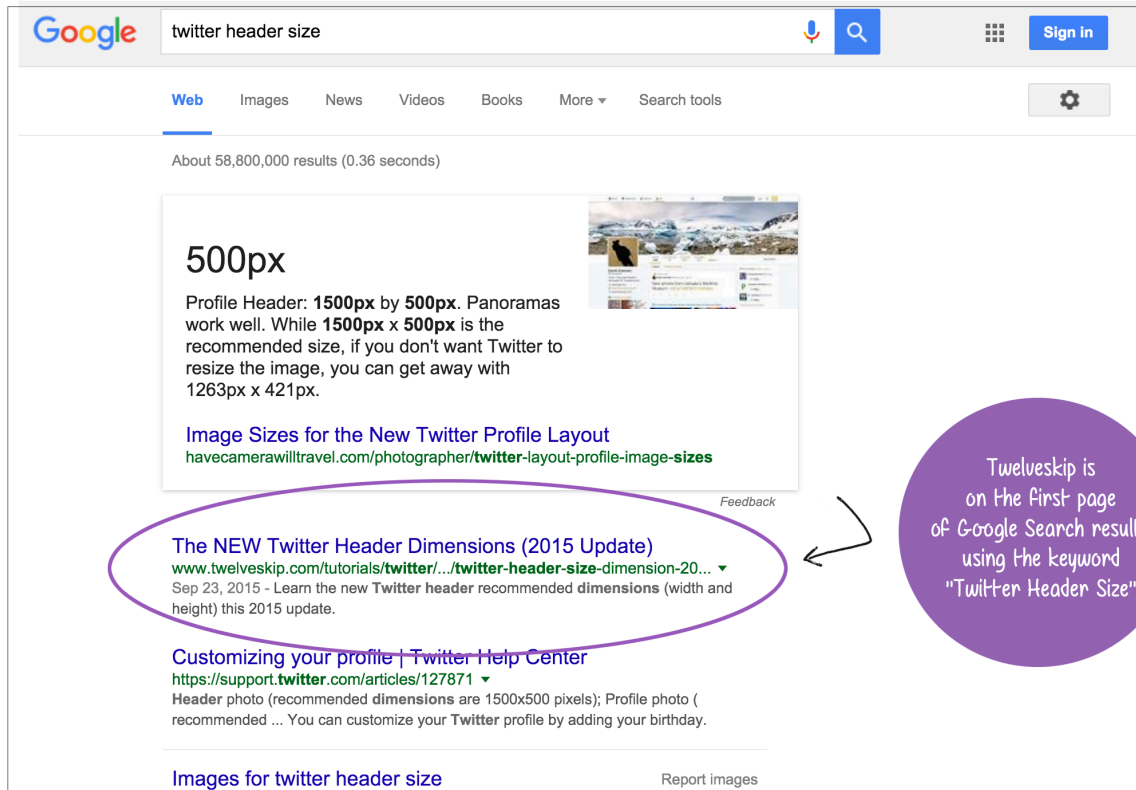 Google
twitter header size
Sign in
Web Images News Videos Books More Search tools
About 58,800,000 results (0.36 seconds)
500px
Profile Header: 1500px by 500px. Panoramas
work well. While 1500px x 500px is the
recommended size, if you don't want Twitter to
resize the image, you can get away with
1263px x 421px.
Image Sizes for the New Twitter Profile Layout
havecamerawilltravel.com/photographer/twitter-layout-profile-image-sizes
Feedback
The NEW Twitter Header Dimensions (2015 Update)
www.twelveskip.com/tutorials/twitter/.../twitter-header-size-dimension-20...
Sep 23, 2015 - Learn the new Twitter header recommended dimensions (width and
height) this 2015 update.
Twelveskip is
on the first page
of Google Search result
using the keyword
"Twitter Header Size"
Customizing your profile | Twitter Help Center
https://support.twitter.com/articles/127871
Header photo (recommended dimensions are 1500x500 pixels); Profile photo (
recommended ... You can customize your Twitter profile by adding your birthday.
Images for twitter header size
Report images